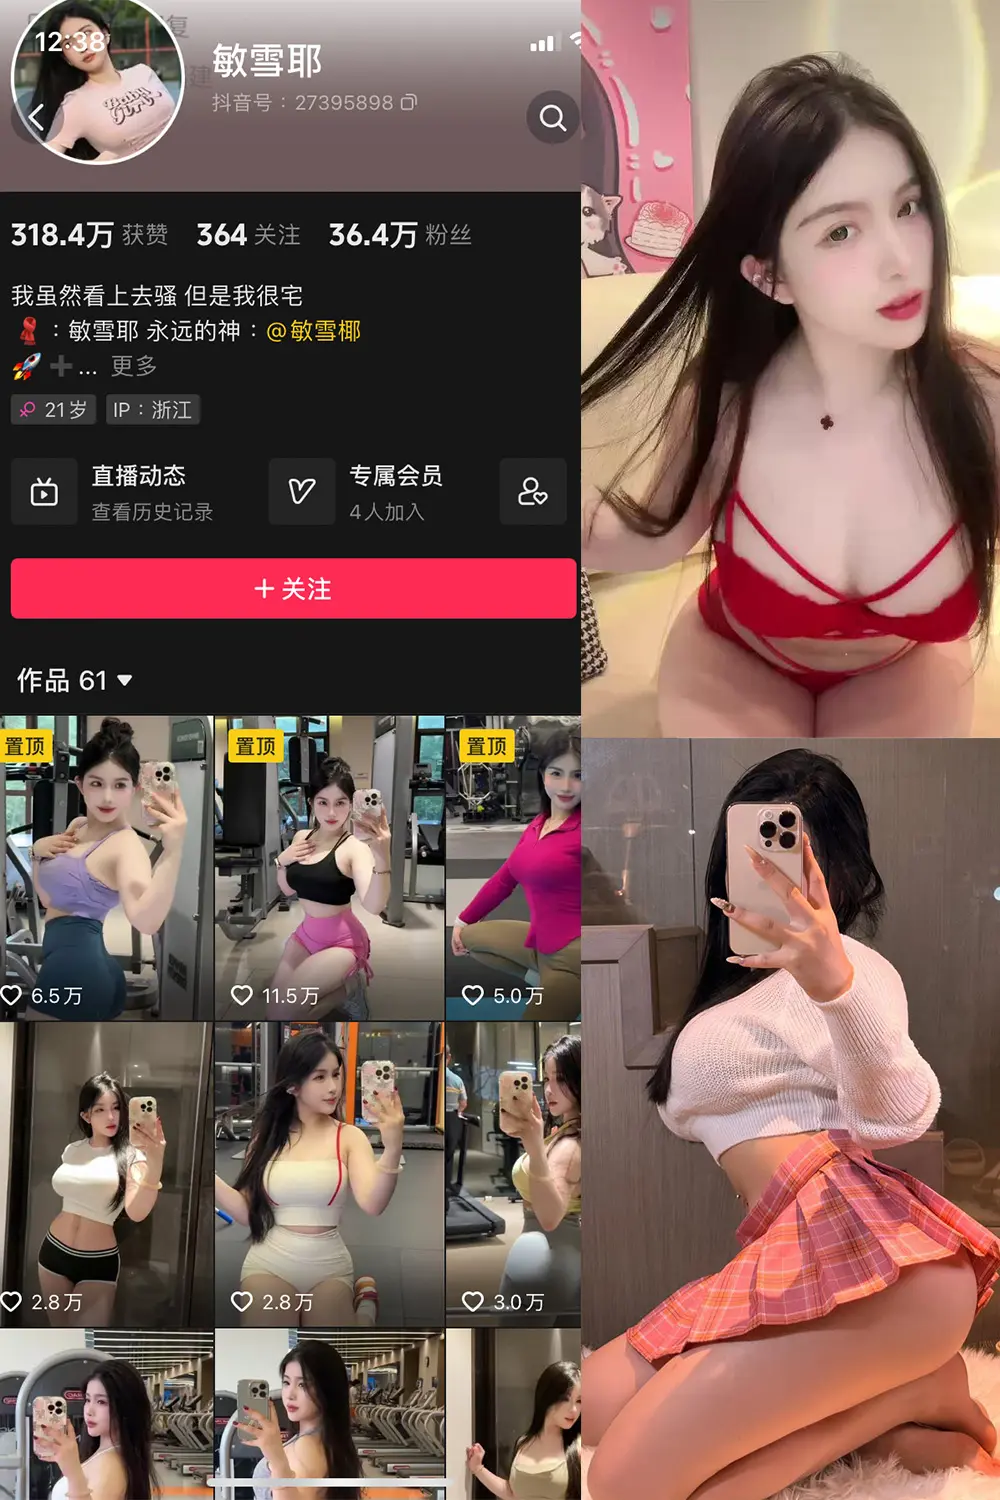 12:38
敏雪耶
抖音号：27395898
318.4万 获赞 364 关注 36.4万 粉丝
我虽然看上去骚 但是我很宅
：敏雪耶 永远的神：@敏雪椰
... 更多
21岁 IP：浙江
直播动态
查看历史记录
专属会员
4人加入
+ 关注
作品 61
置顶 置顶 置顶
6.5万 11.5万 5.0万
2.8万 2.8万 3.0万